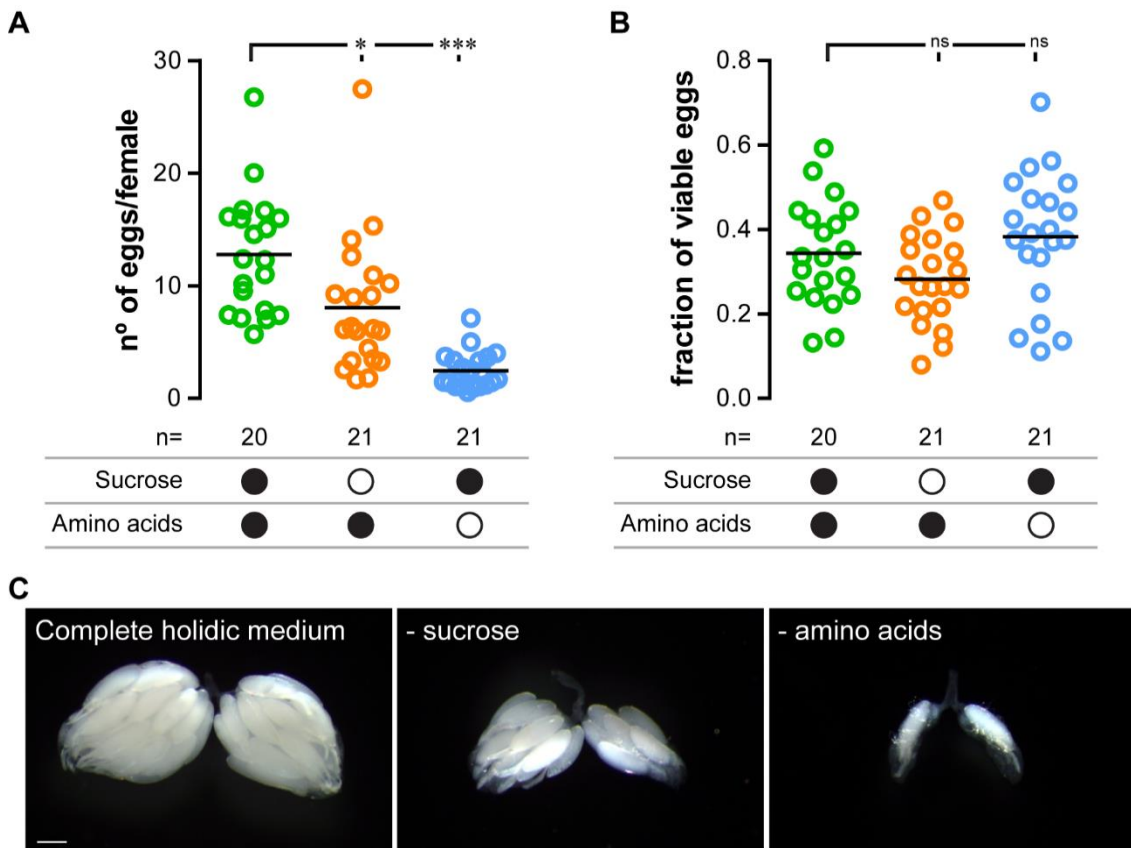 A
* ***
nº of eggs/female
30
20
10
0
n= 20 21 21
Sucrose
Amino acids
B
ns ns
fraction of viable eggs
0.8
0.6
0.4
0.2
0.0
n= 20 21 21
Sucrose
Amino acids
C
Complete holidic medium
- sucrose
- amino acids